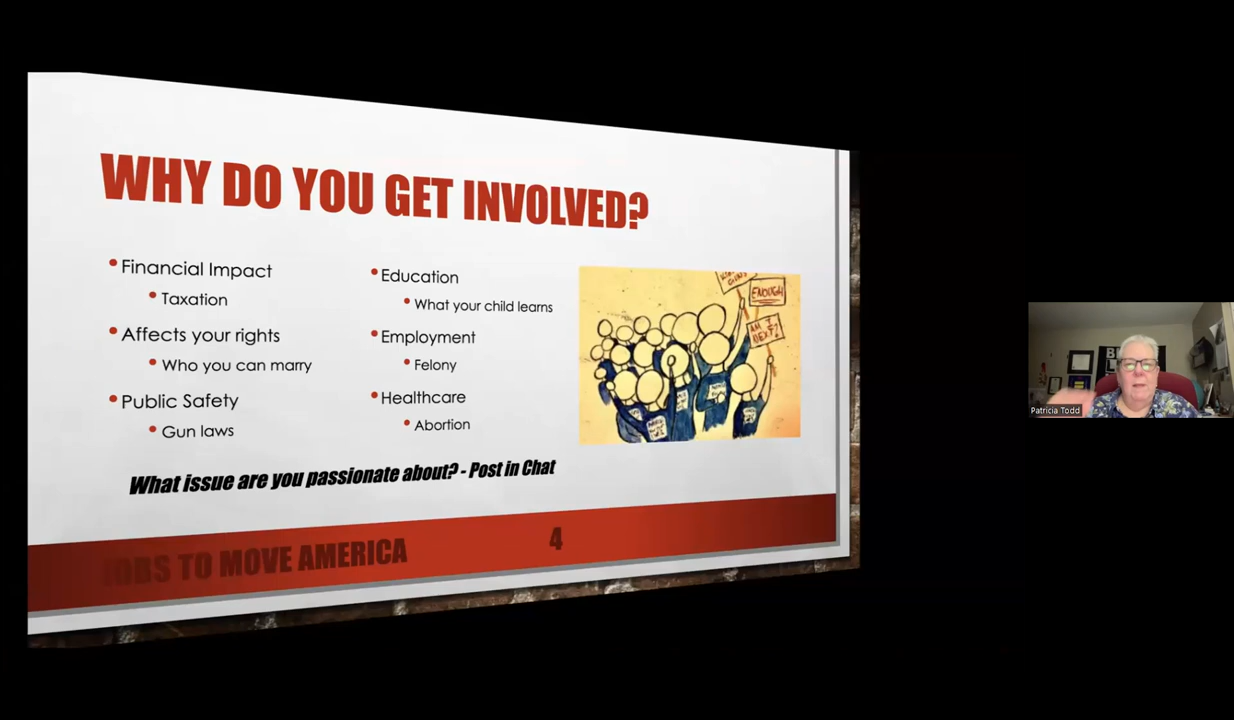 WHY DO YOU GET INVOLVED?
• Financial Impact
• Taxation
• Affects your rights
• Who you can marry
• Public Safety
• Gun laws
• Education
• What your child learns
• Employment
• Felony
• Healthcare
• Abortion
ENOUGH
AM I
NEXT?
What issue are you passionate about? - Post in Chat
JOBS TO MOVE AMERICA
4
Patricia Todd